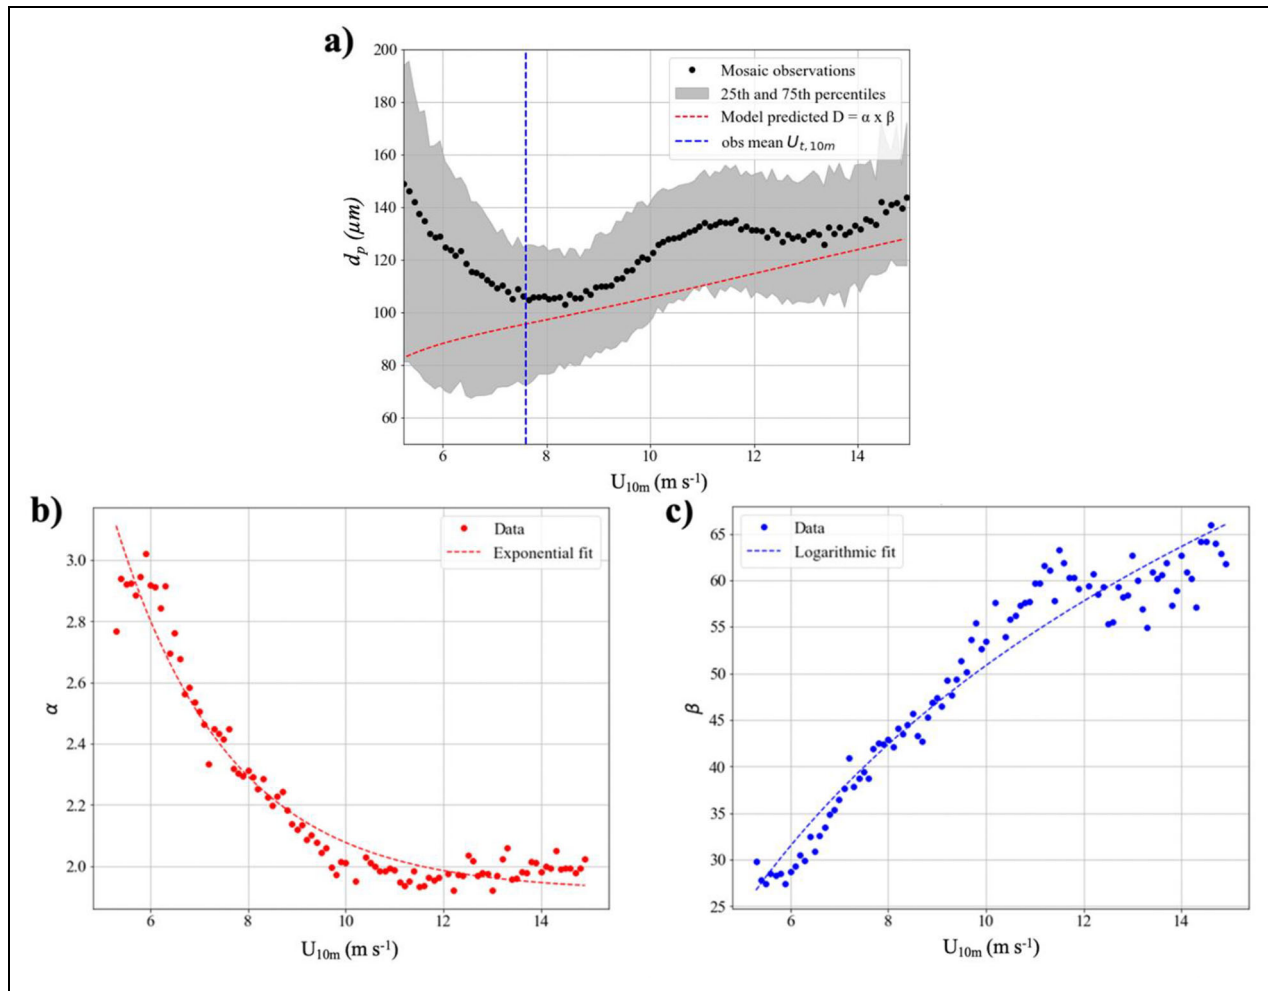 a)
200
180
160
140
120
100
80
60
d_p (μm)
Mosaic observations
25th and 75th percentiles
Model predicted D = α x β
obs mean U_t,10m
6 8 10 12 14
U_10m (m s⁻¹)
b)
3.0
2.8
2.6
2.4
2.2
2.0
α
Data
Exponential fit
6 8 10 12 14
U_10m (m s⁻¹)
c)
65
60
55
50
45
40
35
30
25
β
Data
Logarithmic fit
6 8 10 12 14
U_10m (m s⁻¹)